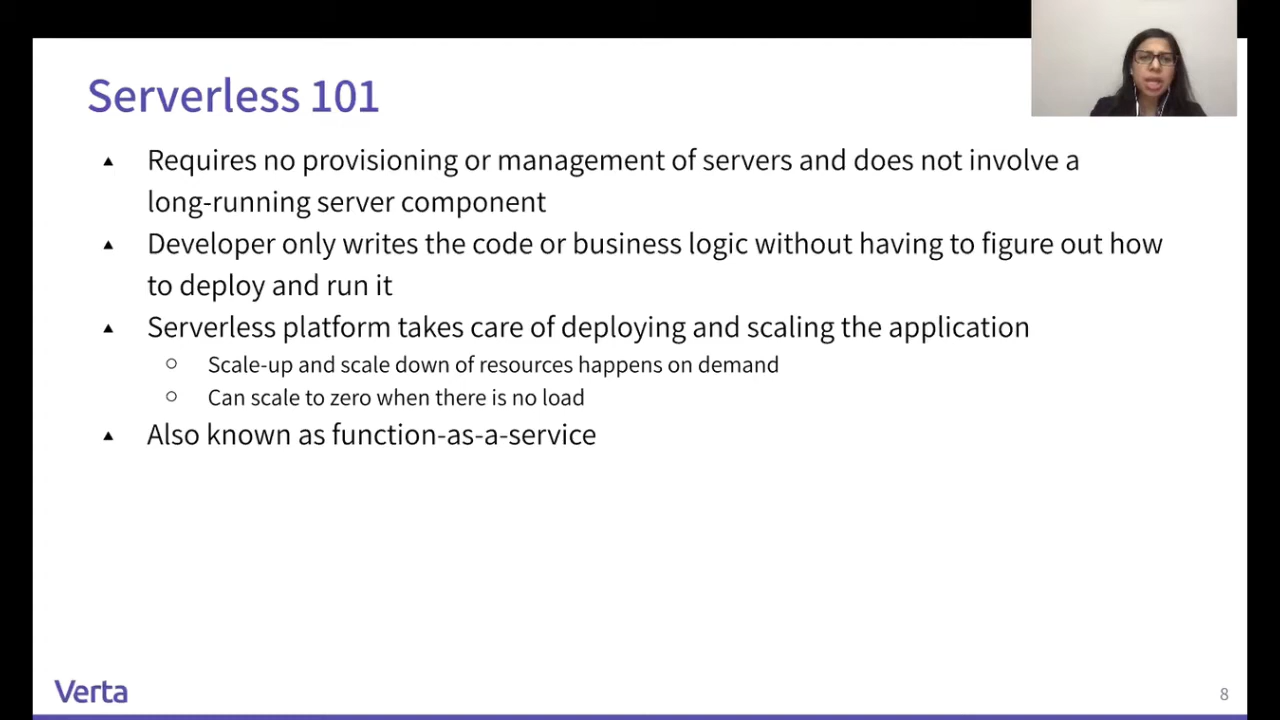 Serverless 101
▲ Requires no provisioning or management of servers and does not involve a
long-running server component
▲ Developer only writes the code or business logic without having to figure out how
to deploy and run it
▲ Serverless platform takes care of deploying and scaling the application
○ Scale-up and scale down of resources happens on demand
○ Can scale to zero when there is no load
▲ Also known as function-as-a-service
Verta
8